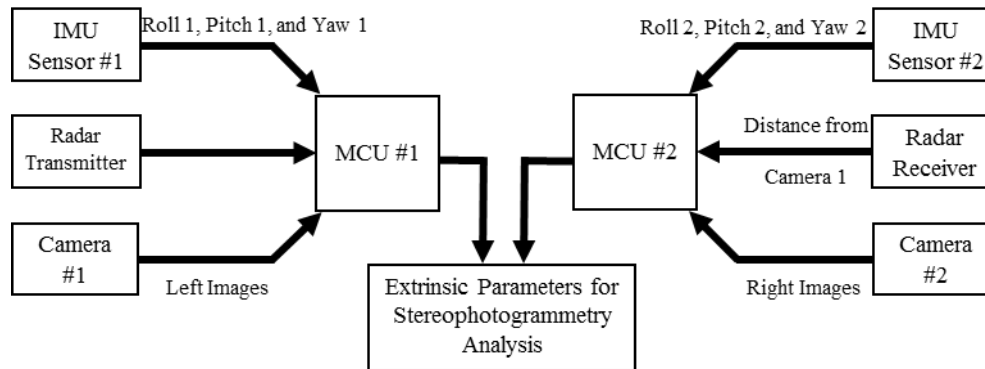 IMU
Sensor #1
Roll 1, Pitch 1, and Yaw 1
Roll 2, Pitch 2, and Yaw 2
IMU
Sensor #2
Radar
Transmitter
MCU #1
MCU #2
Distance from
Camera 1
Radar
Receiver
Camera
#1
Left Images
Extrinsic Parameters for
Stereophotogrammetry
Analysis
Right Images
Camera
#2